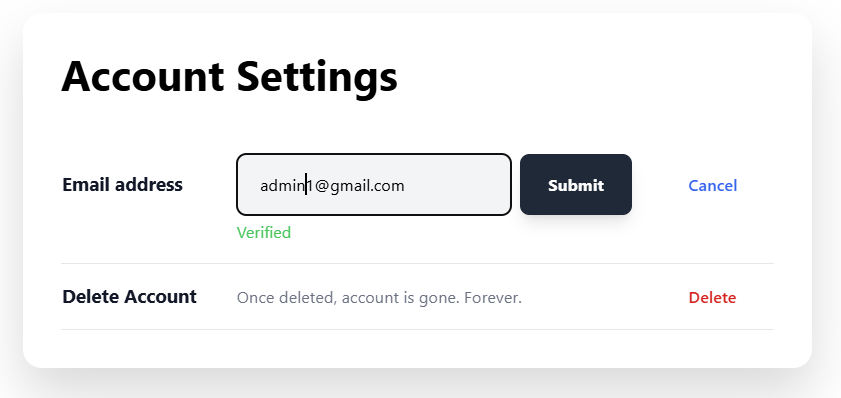 Account Settings
Email address admin1@gmail.com Submit Cancel
Verified
Delete Account Once deleted, account is gone. Forever. Delete